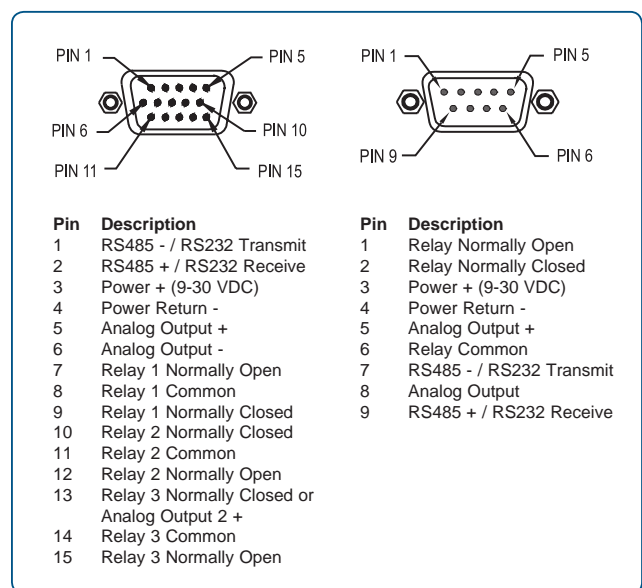 PIN 1
PIN 5
PIN 6
PIN 10
PIN 11
PIN 15
Pin Description
1 RS485 - / RS232 Transmit
2 RS485 + / RS232 Receive
3 Power + (9-30 VDC)
4 Power Return -
5 Analog Output +
6 Analog Output -
7 Relay 1 Normally Open
8 Relay 1 Common
9 Relay 1 Normally Closed
10 Relay 2 Normally Closed
11 Relay 2 Common
12 Relay 2 Normally Open
13 Relay 3 Normally Closed or
Analog Output 2 +
14 Relay 3 Common
15 Relay 3 Normally Open
PIN 1
PIN 5
PIN 9
PIN 6
Pin Description
1 Relay Normally Open
2 Relay Normally Closed
3 Power + (9-30 VDC)
4 Power Return -
5 Analog Output +
6 Relay Common
7 RS485 - / RS232 Transmit
8 Analog Output
9 RS485 + / RS232 Receive